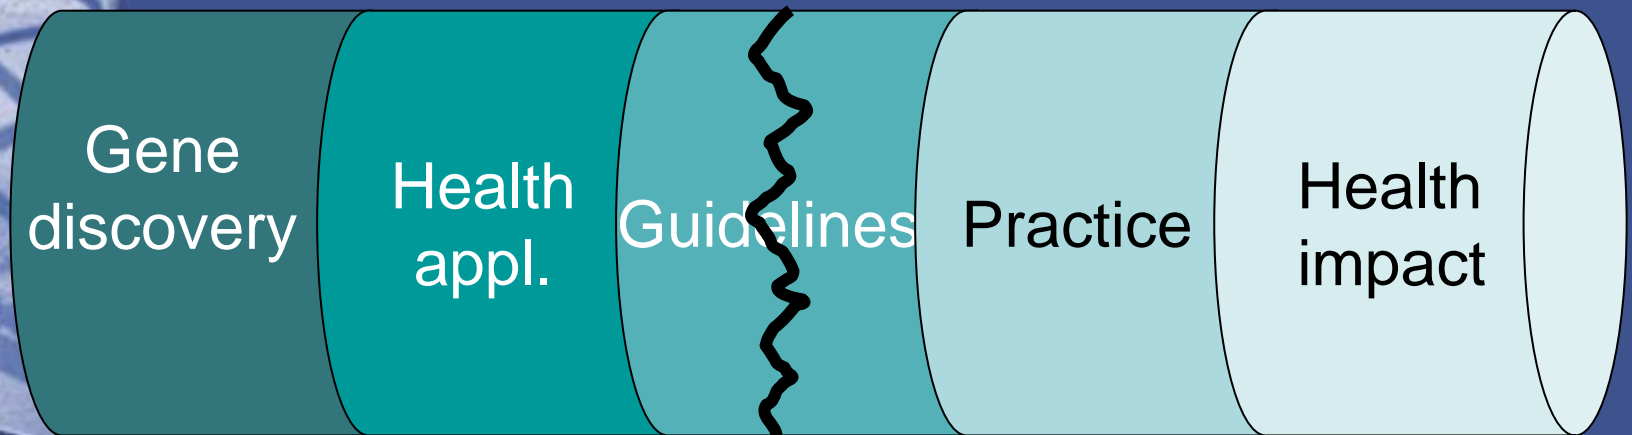 Gene
discovery
Health
appl.
Guidelines
Practice
Health
impact